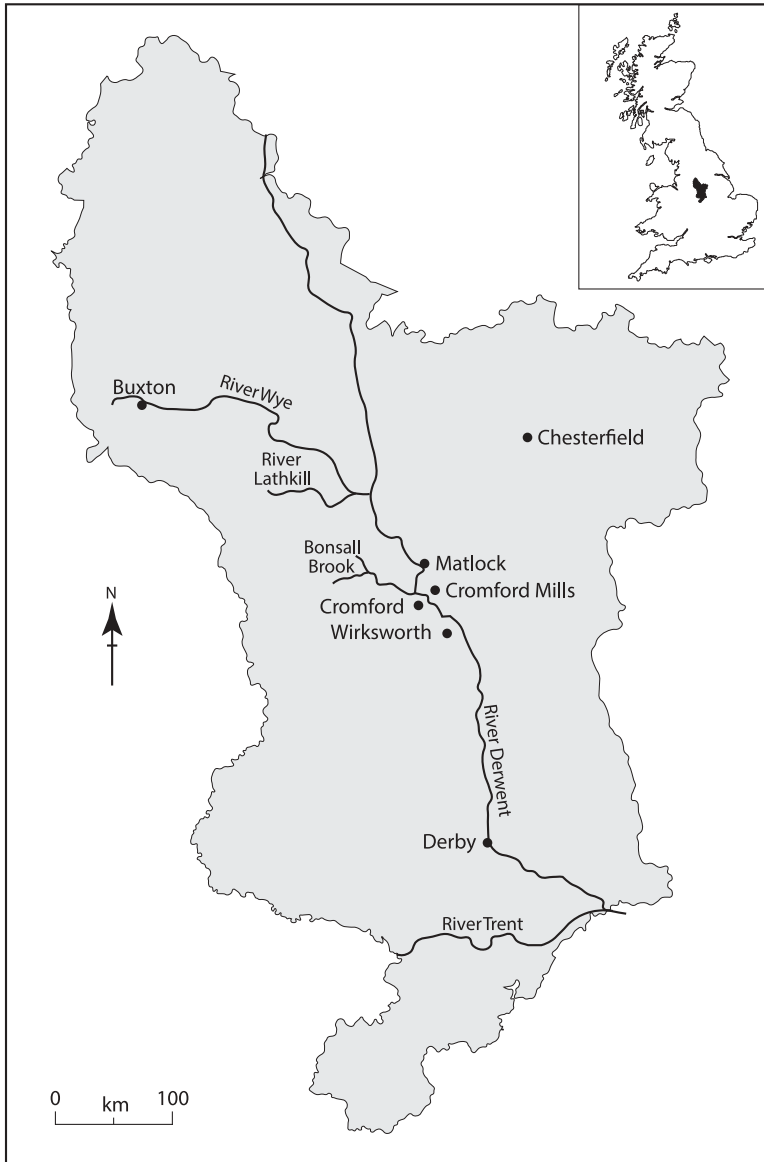 Buxton
River Wye
Chesterfield
River
Lathkill
Bonsall
Brook
Matlock
Cromford Mills
Cromford
Wirksworth
N
River Derwent
Derby
River Trent
0 100
km